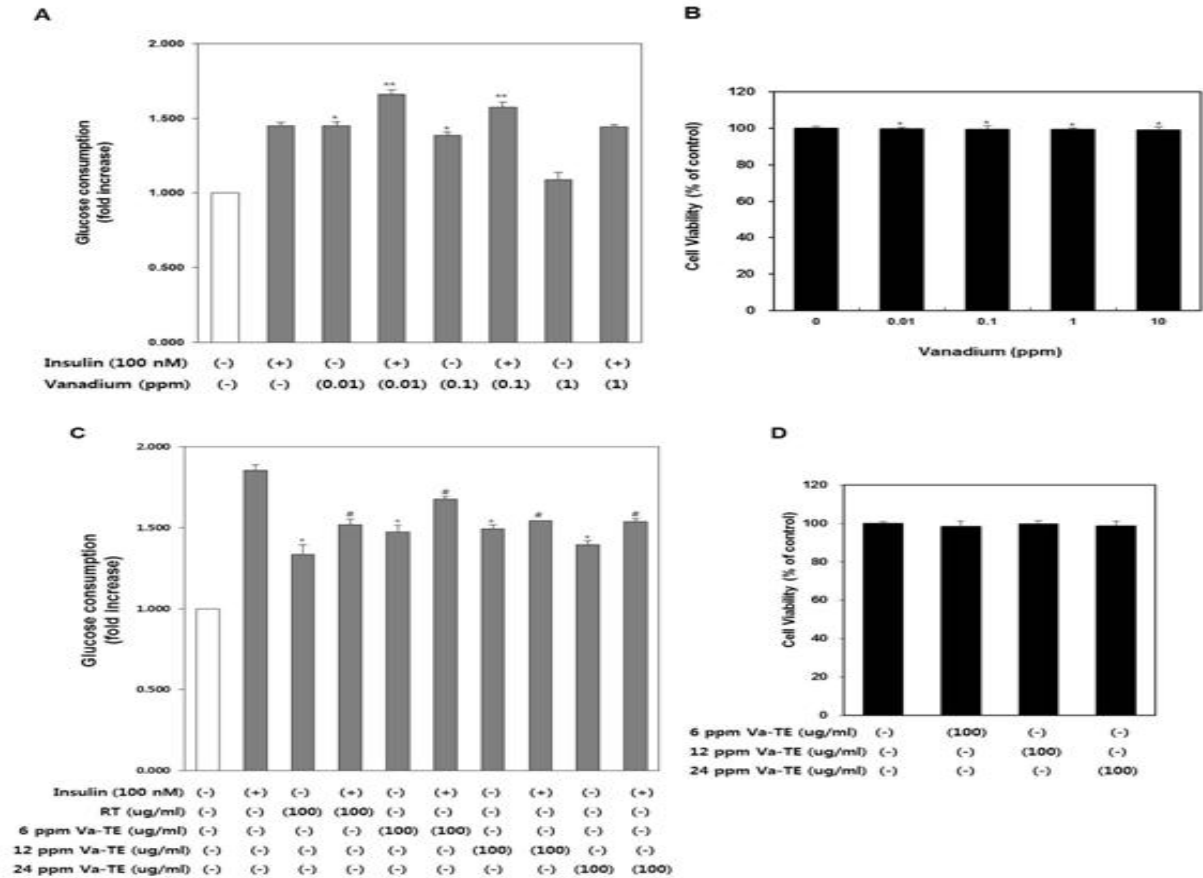 A
2.000
**
**
1.500
*
*
1.000
0.500
0.000
Glucose consumption
(fold increase)
Insulin (100 nM) (-) (+) (-) (+) (-) (+) (-) (+)
Vanadium (ppm) (-) (-) (0.01) (0.01) (0.1) (0.1) (1) (1)
B
120
100 * * * *
80
60
40
20
0
Cell Viability (% of control)
0 0.01 0.1 1 10
Vanadium (ppm)
C
2.000
1.500
* # * # * # * #
1.000
0.500
0.000
Glucose consumption
(fold increase)
Insulin (100 nM) (-) (+) (-) (+) (-) (+) (-) (+) (-) (+)
RT (ug/ml) (-) (-) (100) (100) (-) (-) (-) (-) (-) (-)
6 ppm Va-TE (ug/ml) (-) (-) (-) (-) (100) (100) (-) (-) (-) (-)
12 ppm Va-TE (ug/ml) (-) (-) (-) (-) (-) (-) (100) (100) (-) (-)
24 ppm Va-TE (ug/ml) (-) (-) (-) (-) (-) (-) (-) (-) (100) (100)
D
120
100
80
60
40
20
0
Cell Viability (% of control)
6 ppm Va-TE (ug/ml) (-) (100) (-) (-)
12 ppm Va-TE (ug/ml) (-) (-) (100) (-)
24 ppm Va-TE (ug/ml) (-) (-) (-) (100)